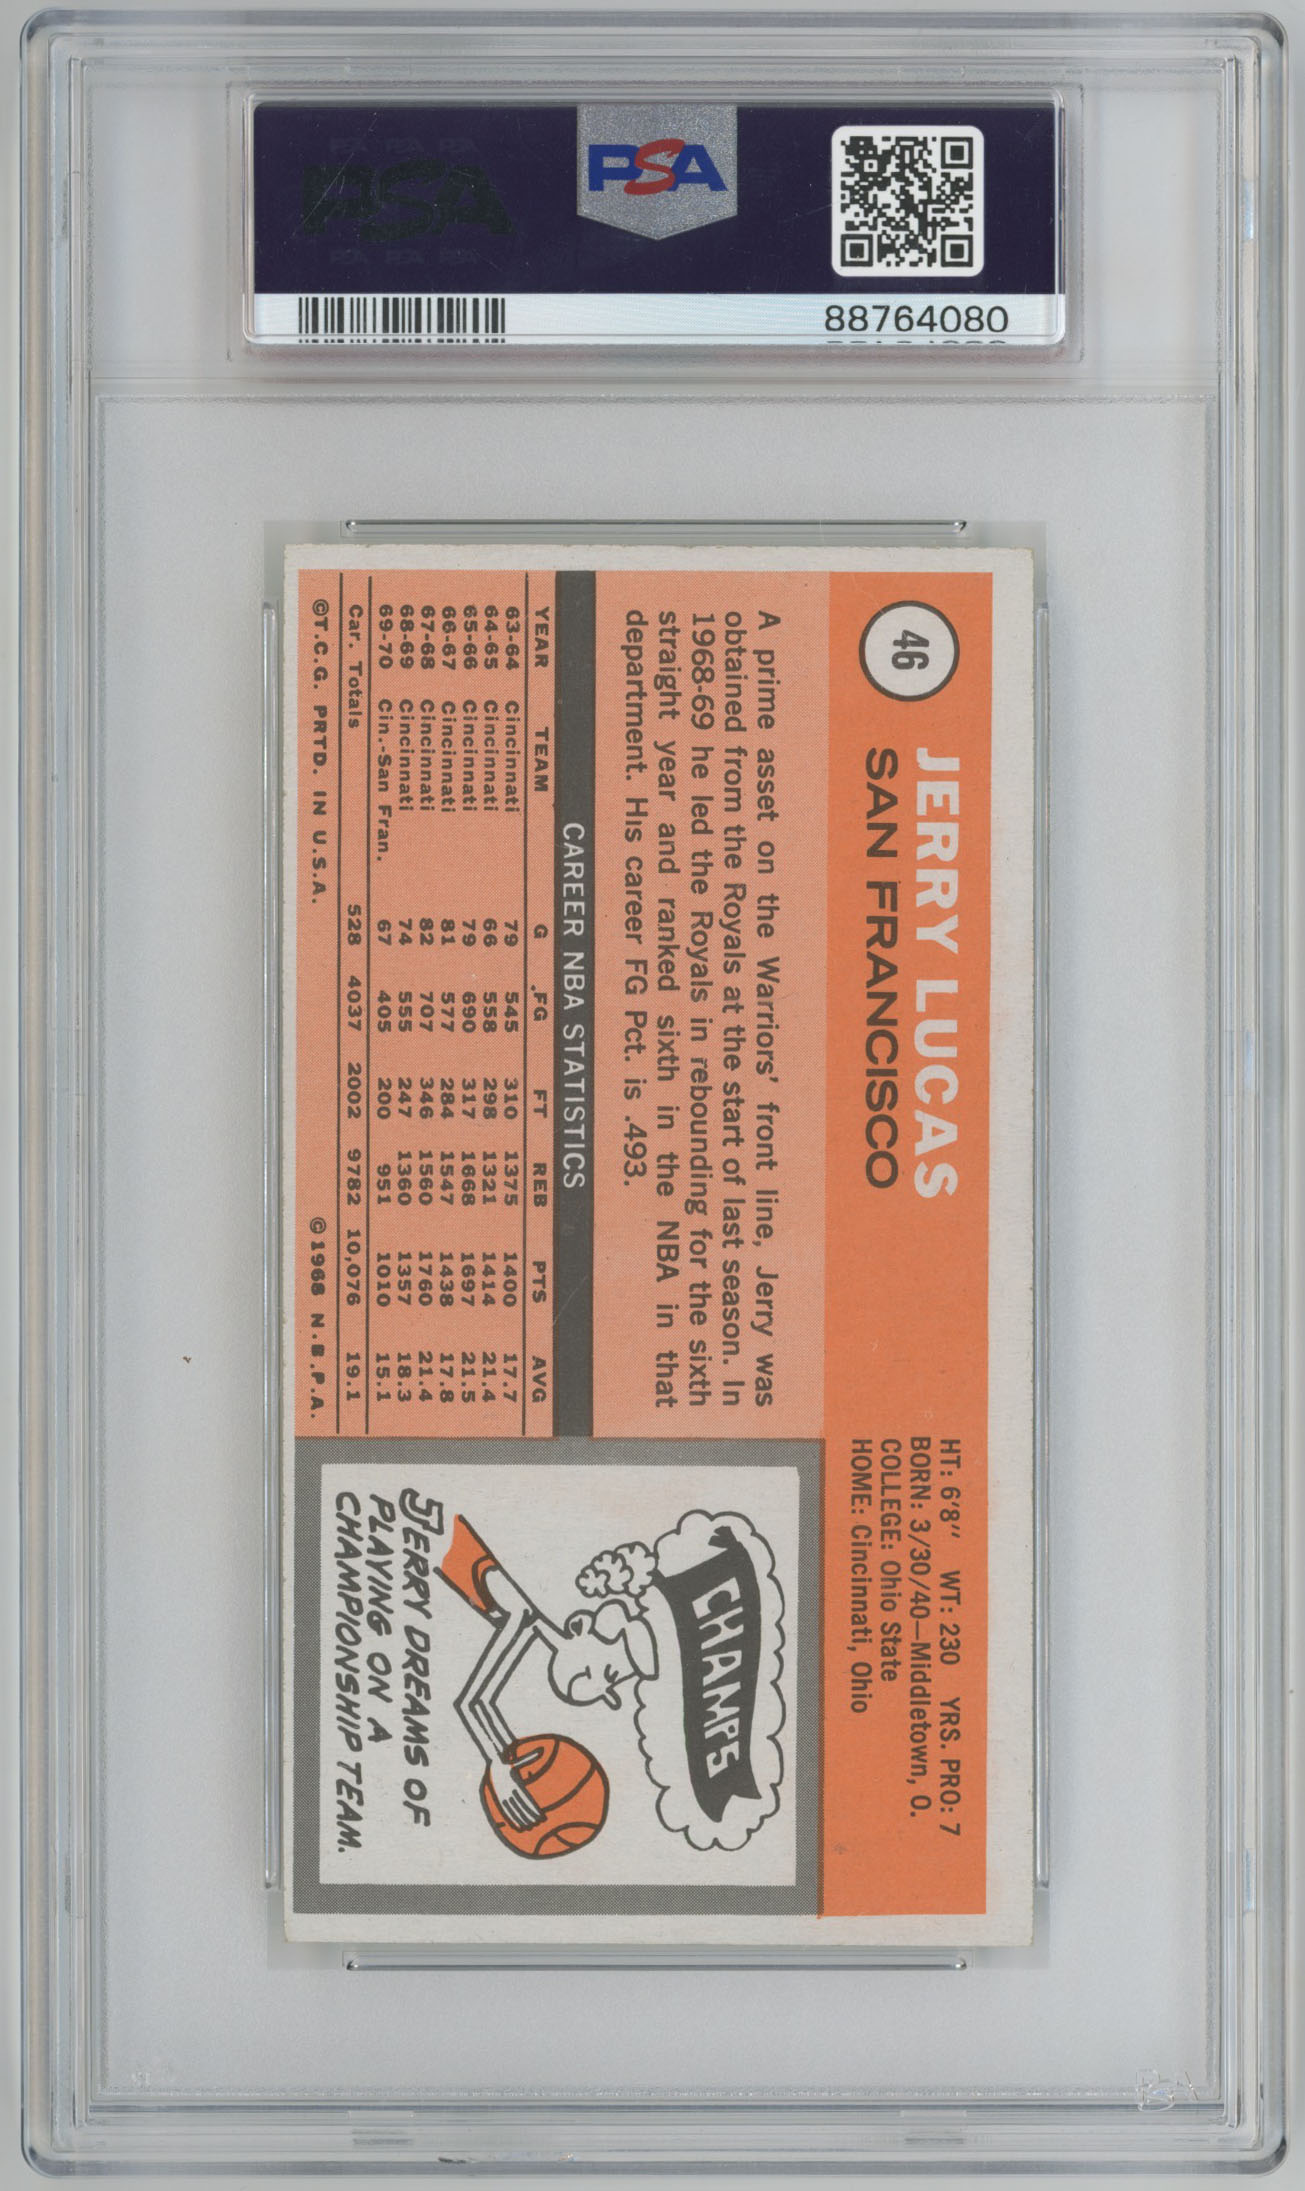 PSA
PSA PSA PSA
PSA
PSA PSA PSA
88764080
46
JERRY LUCAS
SAN FRANCISCO
HT: 6'8" WT: 230 YRS. PRO: 7
BORN: 3/30/40—Middletown, O.
COLLEGE: Ohio State
HOME: Cincinnati, Ohio
A prime asset on the Warriors' front line, Jerry was
obtained from the Royals at the start of last season. In
1968-69 he led the Royals in rebounding for the sixth
straight year and ranked sixth in the NBA in that
department. His career FG Pct. is .493.
CAREER NBA STATISTICS
YEAR TEAM G FG FT REB PTS AVG
63-64 Cincinnati 79 545 310 1375 1400 17.7
64-65 Cincinnati 66 558 298 1321 1414 21.4
65-66 Cincinnati 79 690 317 1668 1697 21.5
66-67 Cincinnati 81 577 284 1547 1438 17.8
67-68 Cincinnati 82 707 346 1560 1760 21.4
68-69 Cincinnati 74 555 247 1360 1357 18.3
69-70 Cin.-San Fran. 67 405 200 951 1010 15.1
Car. Totals 528 4037 2002 9782 10,076 19.1
©T.C.G. PRTD. IN U.S.A. ©1968 N.B.P.A.
CHAMPS
JERRY DREAMS OF
PLAYING ON A
CHAMPIONSHIP TEAM.
PSA